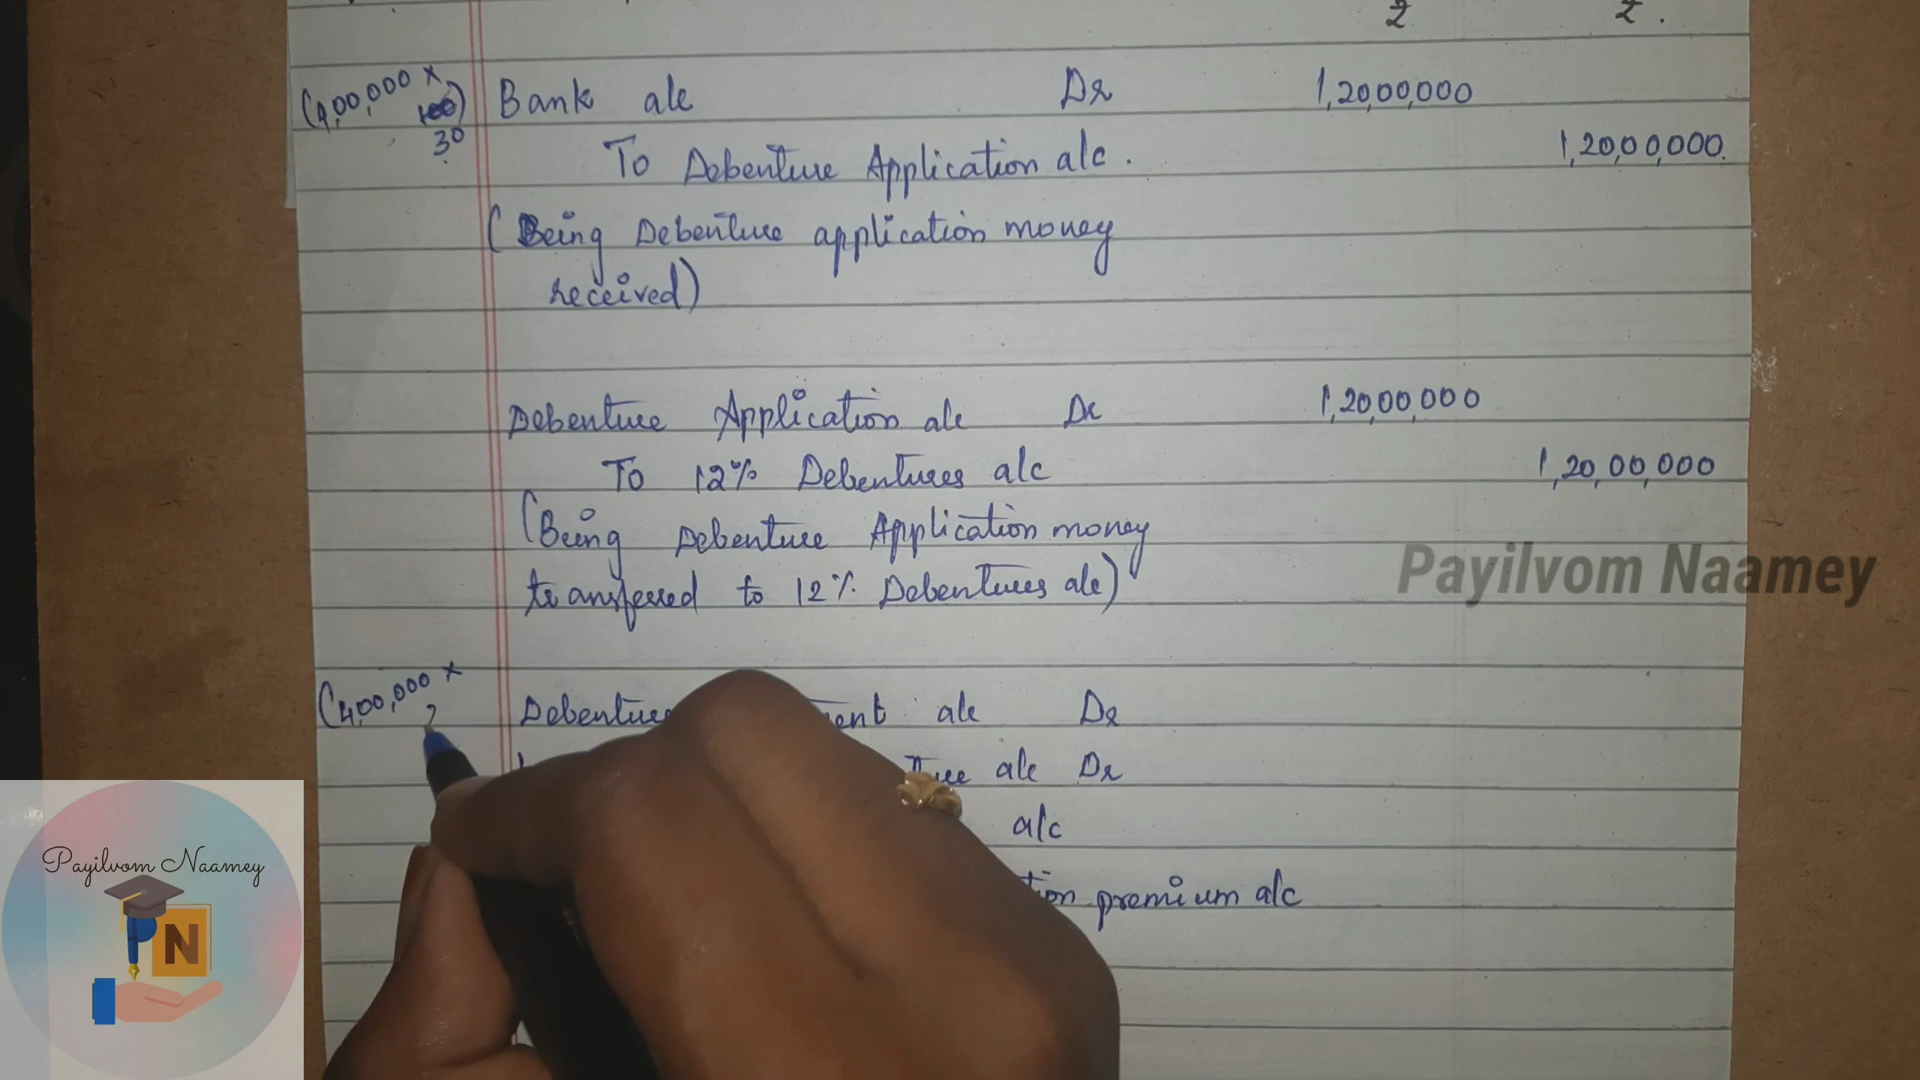 ₹ ₹.
(4,00,000 × Bank a/c Dr 1,20,00,000
100)
30
To Debenture Application a/c. 1,20,00,000.
(Being Debenture application money
received)
Debenture Application a/c Dr 1,20,00,000
To 12% Debentures a/c 1,20,00,000
(Being Debenture Application money
transferred to 12% Debentures a/c)
Payilvom Naamey
(4,00,000 × Debenture a/c Dr
a/c Dr
a/c
premium a/c
Payilvom Naamey
PN